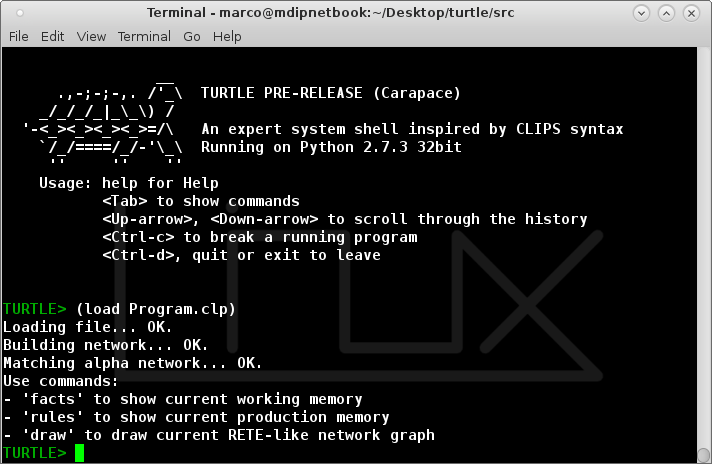 Terminal - marco@mdipnetbook:~/Desktop/turtle/src
File Edit View Terminal Go Help
               __
    .,-;-;-,. /'_\  TURTLE PRE-RELEASE (Carapace)
  _/_/_/_|_\_\) /
'-<_><_><_><_>=/\   An expert system shell inspired by CLIPS syntax
  `/_/====/_/-'\_\  Running on Python 2.7.3 32bit
   ''     ''    ''
Usage: help for Help
<Tab> to show commands
<Up-arrow>, <Down-arrow> to scroll through the history
<Ctrl-c> to break a running program
<Ctrl-d>, quit or exit to leave
TURTLE> (load Program.clp)
Loading file... OK.
Building network... OK.
Matching alpha network... OK.
Use commands:
- 'facts' to show current working memory
- 'rules' to show current production memory
- 'draw' to draw current RETE-like network graph
TURTLE>